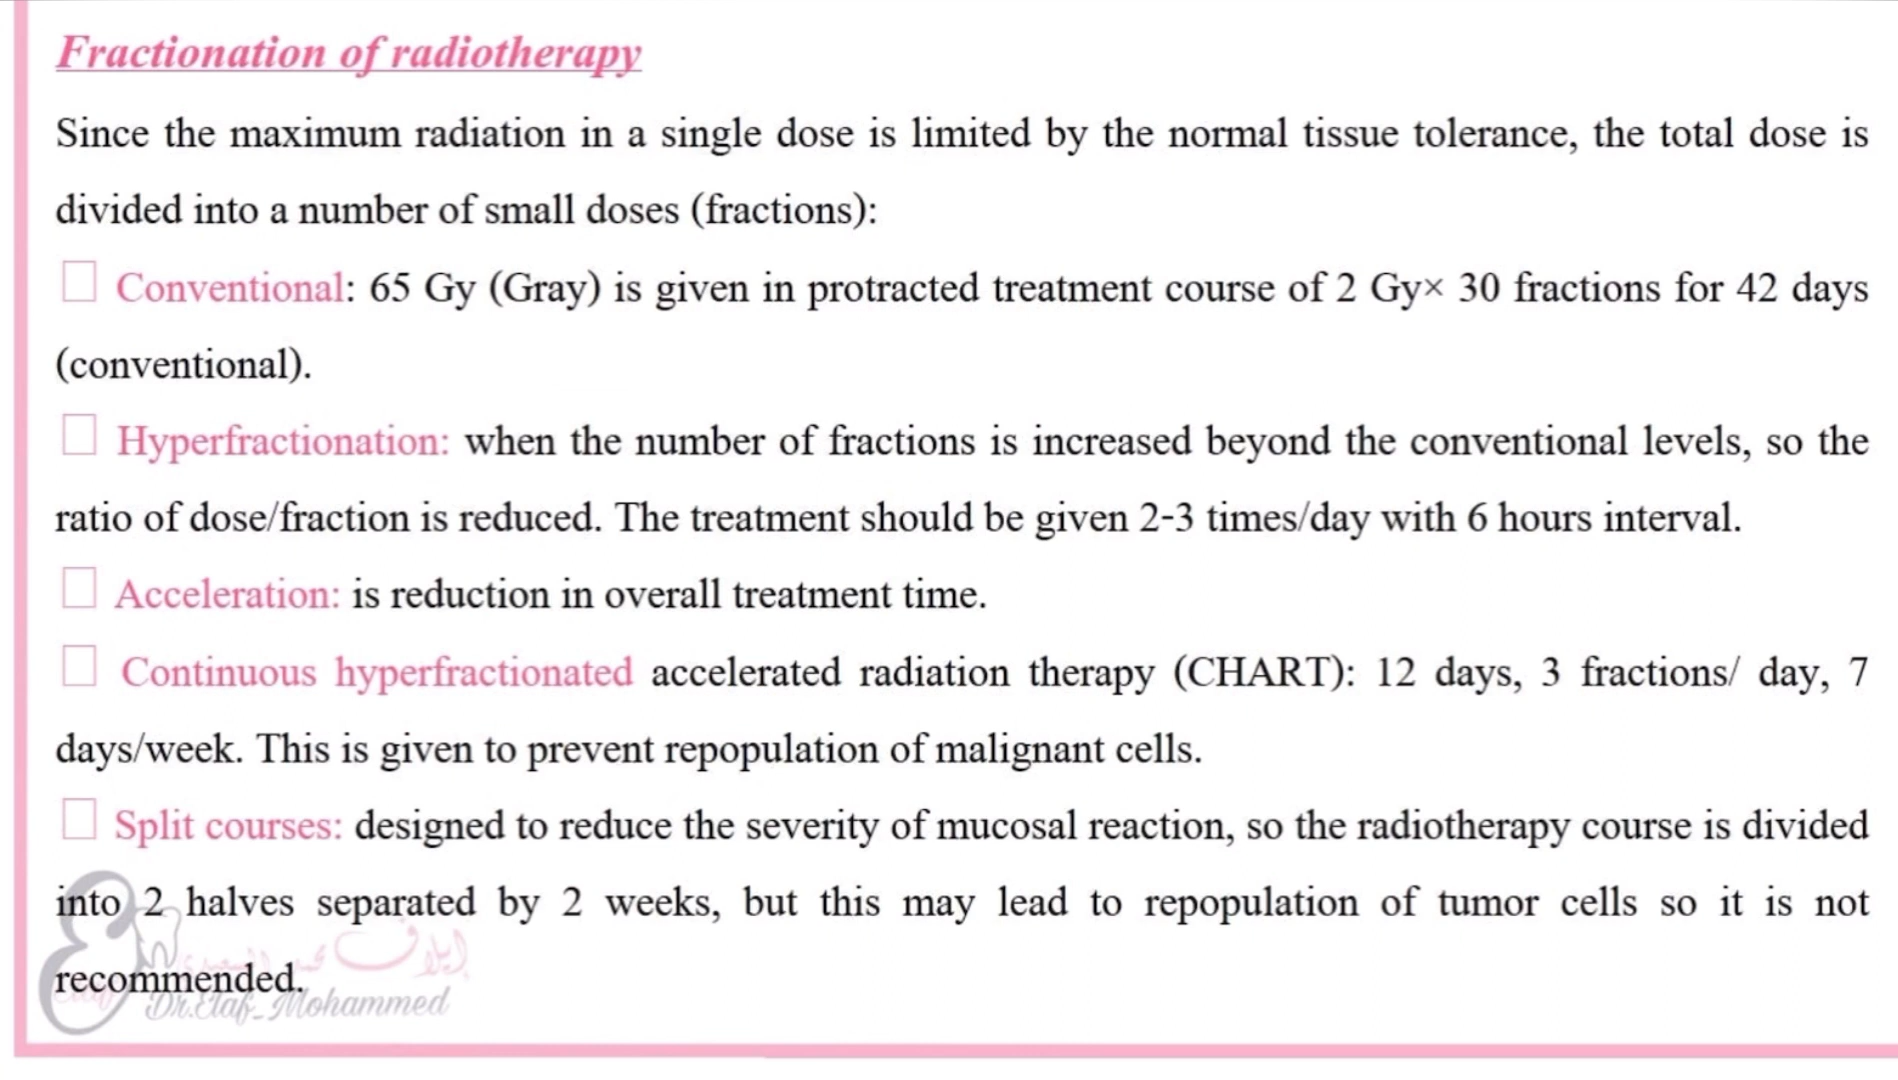 Fractionation of radiotherapy
Since the maximum radiation in a single dose is limited by the normal tissue tolerance, the total dose is
divided into a number of small doses (fractions):
Conventional: 65 Gy (Gray) is given in protracted treatment course of 2 Gy× 30 fractions for 42 days
(conventional).
Hyperfractionation: when the number of fractions is increased beyond the conventional levels, so the
ratio of dose/fraction is reduced. The treatment should be given 2-3 times/day with 6 hours interval.
Acceleration: is reduction in overall treatment time.
Continuous hyperfractionated accelerated radiation therapy (CHART): 12 days, 3 fractions/ day, 7
days/week. This is given to prevent repopulation of malignant cells.
Split courses: designed to reduce the severity of mucosal reaction, so the radiotherapy course is divided
into 2 halves separated by 2 weeks, but this may lead to repopulation of tumor cells so it is not
recommended.
Dr.Elaf_Mohammed